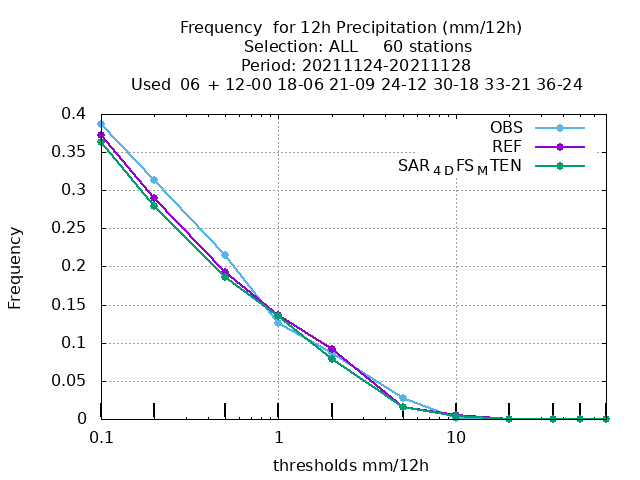 Frequency  for 12h Precipitation (mm/12h)
Selection: ALL     60 stations
Period: 20211124-20211128
Used  06 + 12-00 18-06 21-09 24-12 30-18 33-21 36-24
OBS
REF
SAR4DFSMTEN
Frequency
0.4
0.35
0.3
0.25
0.2
0.15
0.1
0.05
0
0.1
1
10
thresholds mm/12h